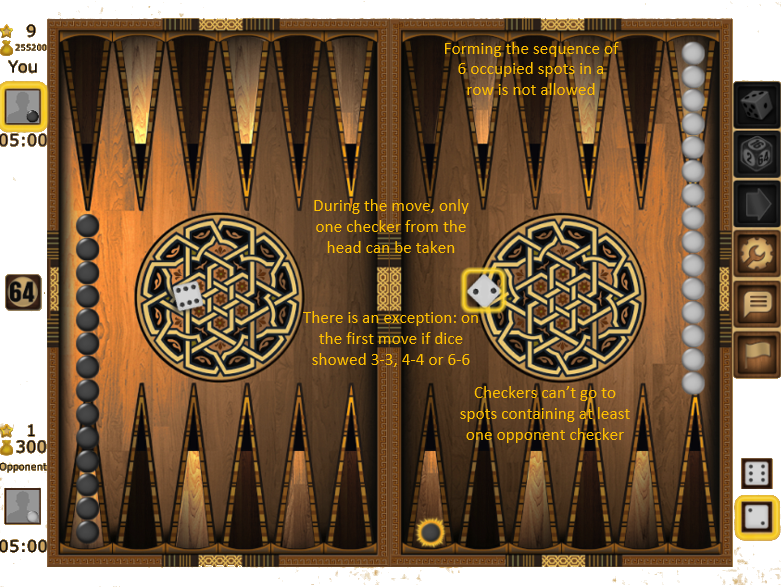 9
255200
You
05:00
Forming the sequence of
6 occupied spots in a
row is not allowed
During the move, only
one checker from the
head can be taken
64
There is an exception: on
the first move if dice
showed 3-3, 4-4 or 6-6
Checkers can't go to
spots containing at least
one opponent checker
1
300
Opponent
05:00
2 64